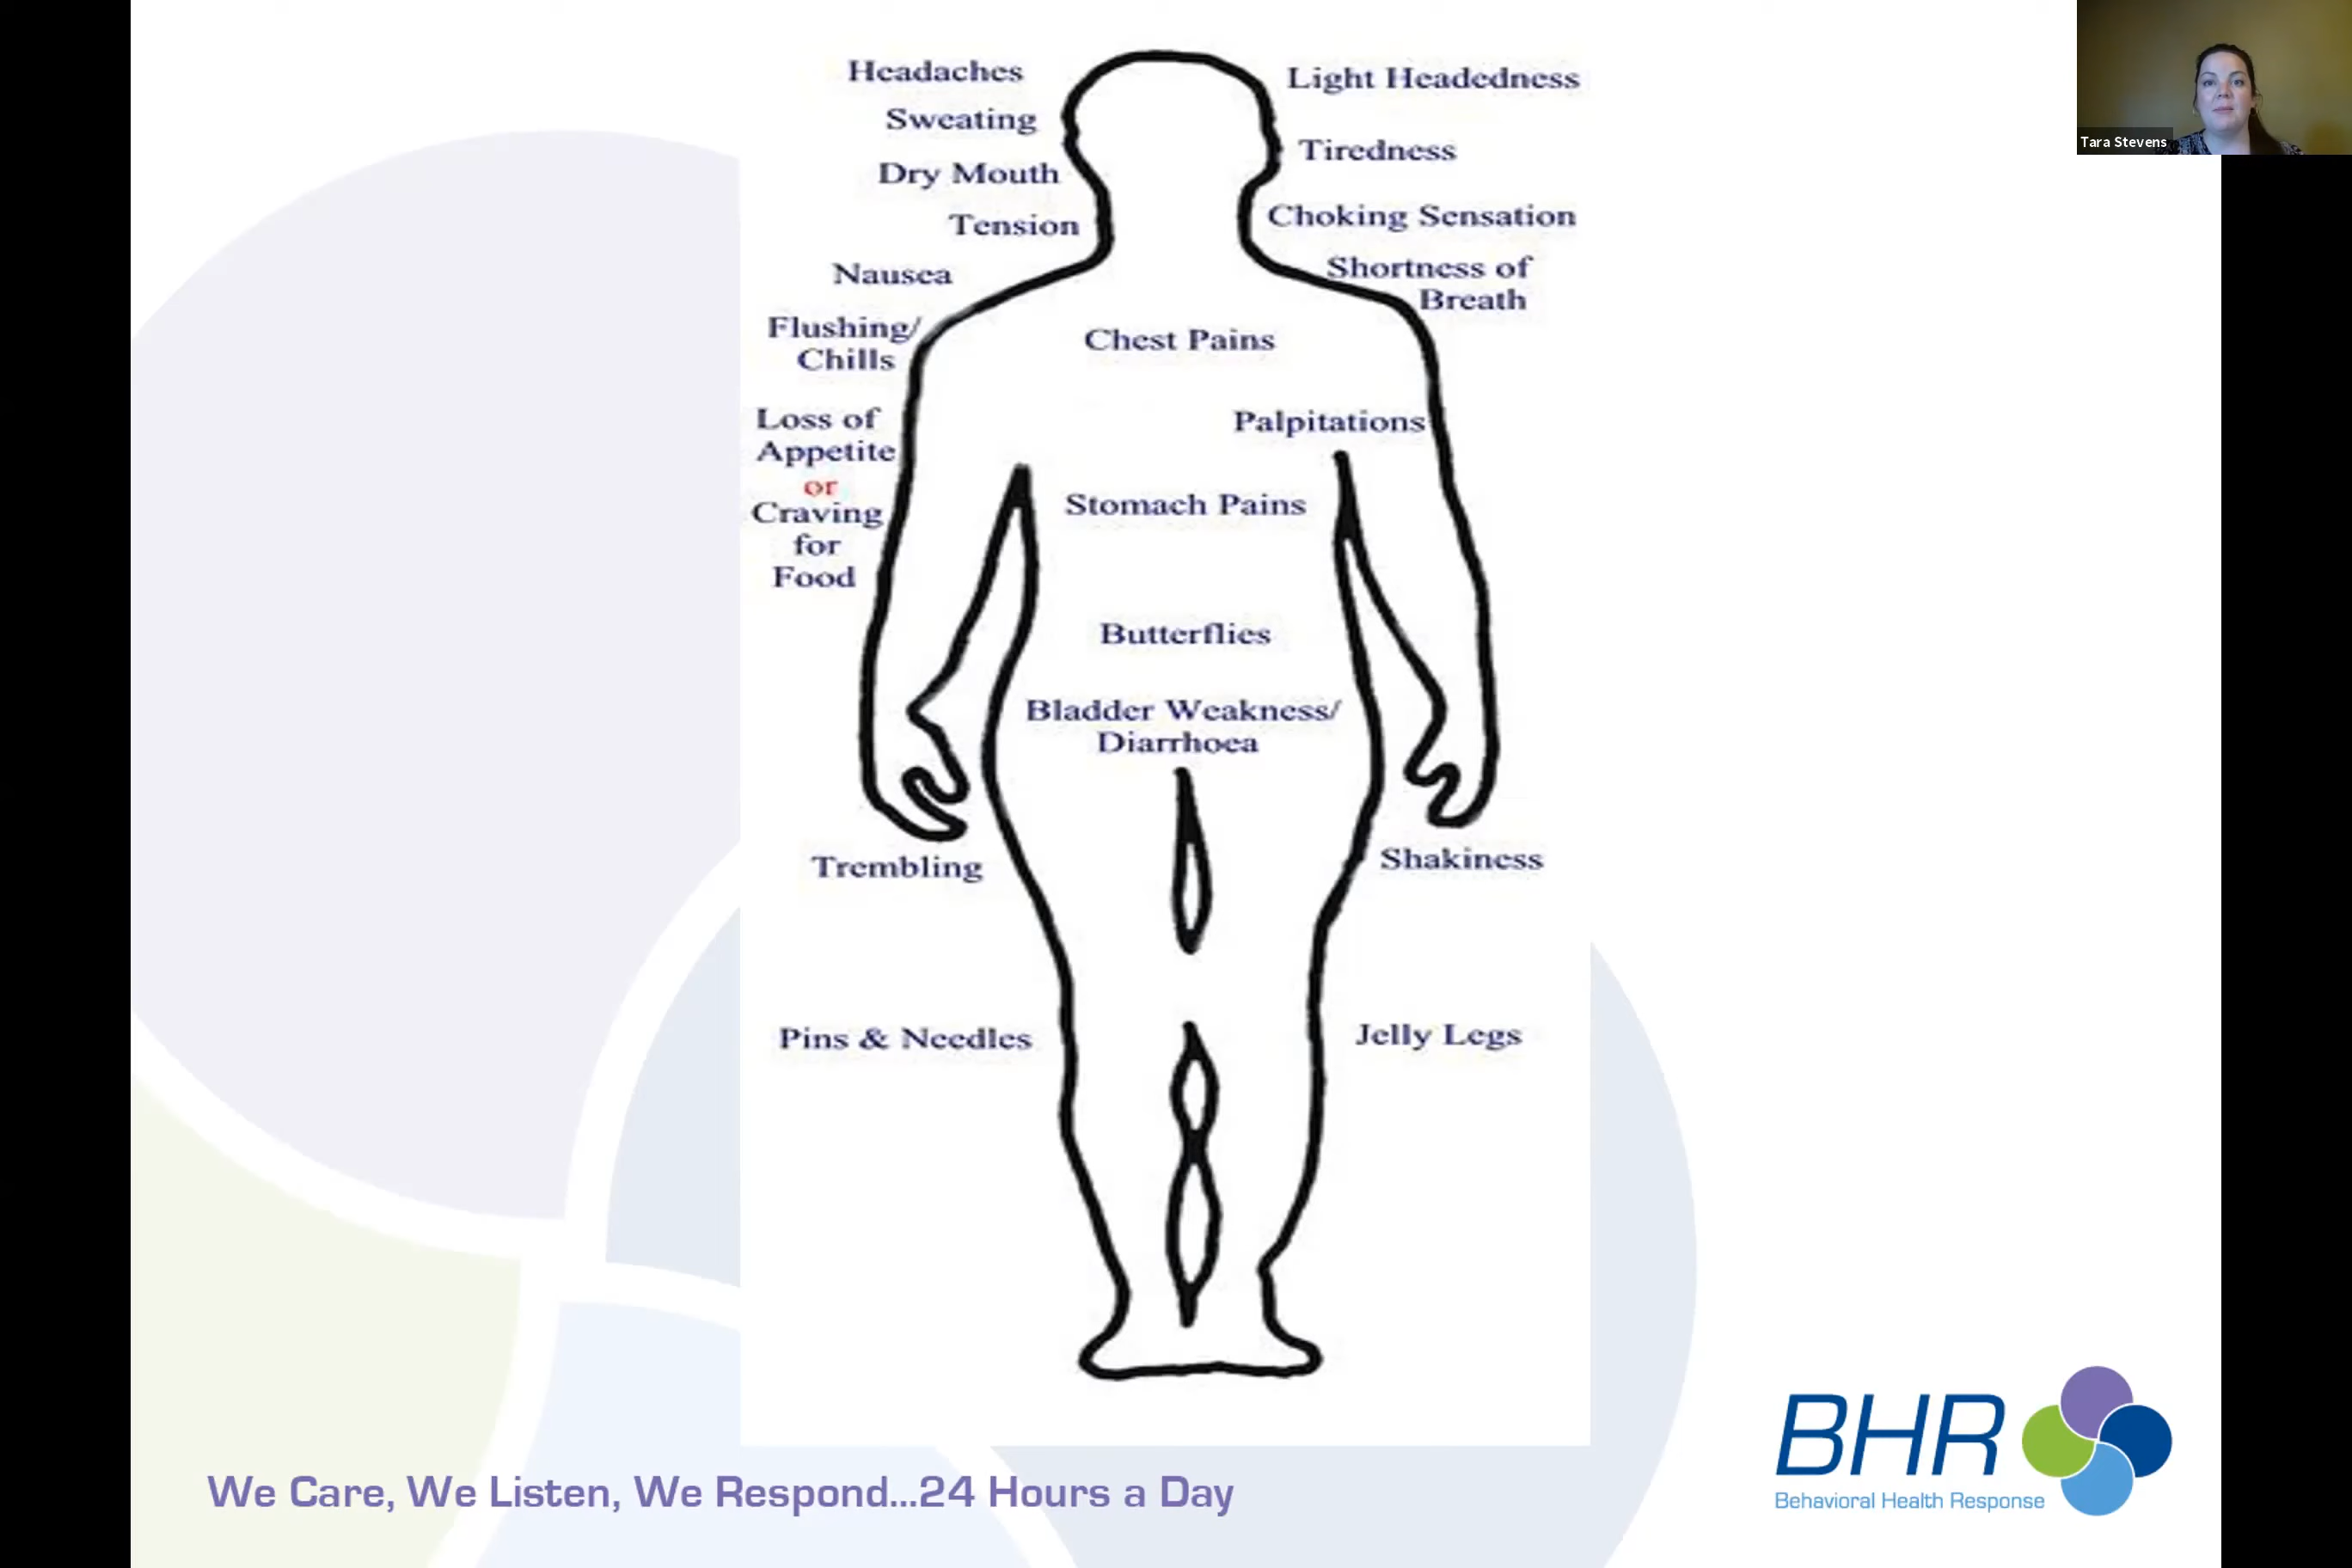 Headaches
Light Headedness
Sweating
Tiredness
Dry Mouth
Tension
Choking Sensation
Nausea
Shortness of
Breath
Flushing/
Chills
Chest Pains
Loss of
Appetite
or
Craving
for
Food
Palpitations
Stomach Pains
Butterflies
Bladder Weakness/
Diarrhoea
Trembling
Shakiness
Pins & Needles
Jelly Legs
Tara Stevens
We Care, We Listen, We Respond...24 Hours a Day
BHR
Behavioral Health Response